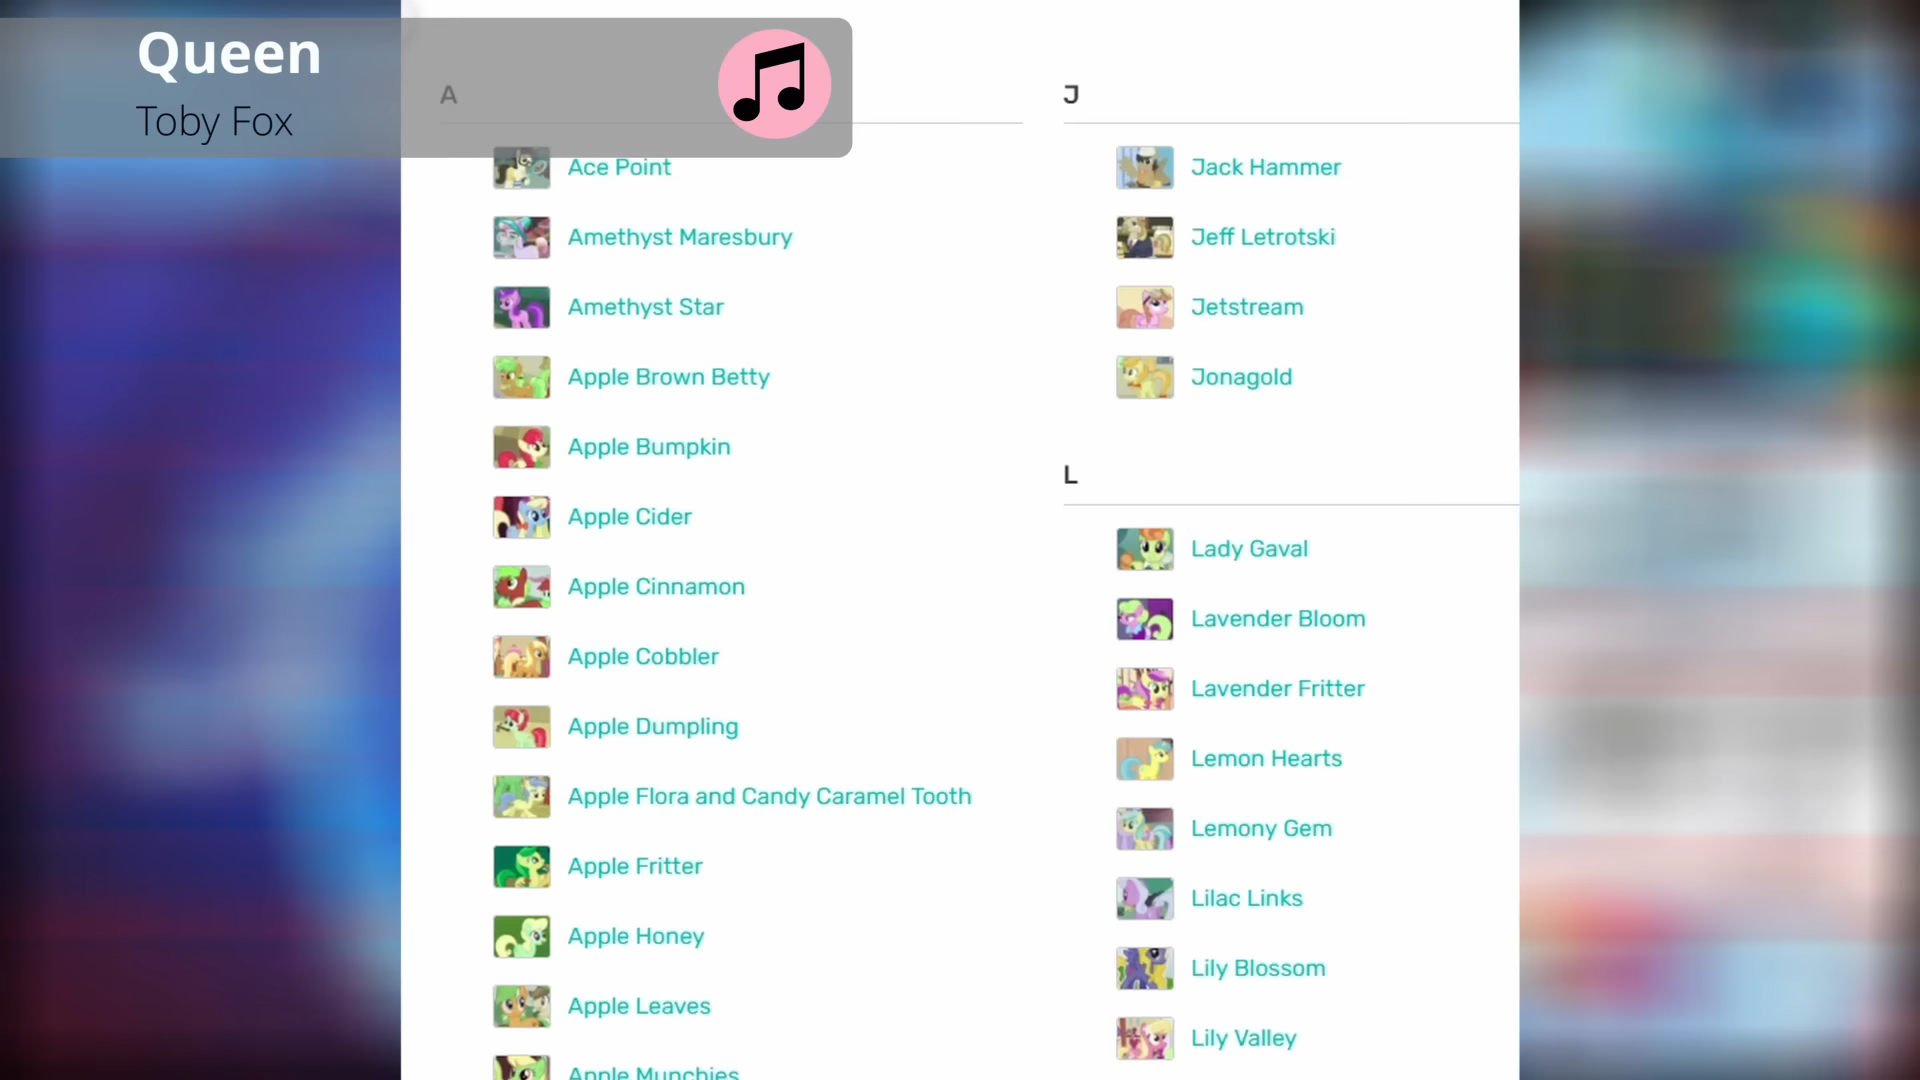 Queen
Toby Fox
A
Ace Point
Amethyst Maresbury
Amethyst Star
Apple Brown Betty
Apple Bumpkin
Apple Cider
Apple Cinnamon
Apple Cobbler
Apple Dumpling
Apple Flora and Candy Caramel Tooth
Apple Fritter
Apple Honey
Apple Leaves
Apple Munchies
J
Jack Hammer
Jeff Letrotski
Jetstream
Jonagold
L
Lady Gaval
Lavender Bloom
Lavender Fritter
Lemon Hearts
Lemony Gem
Lilac Links
Lily Blossom
Lily Valley